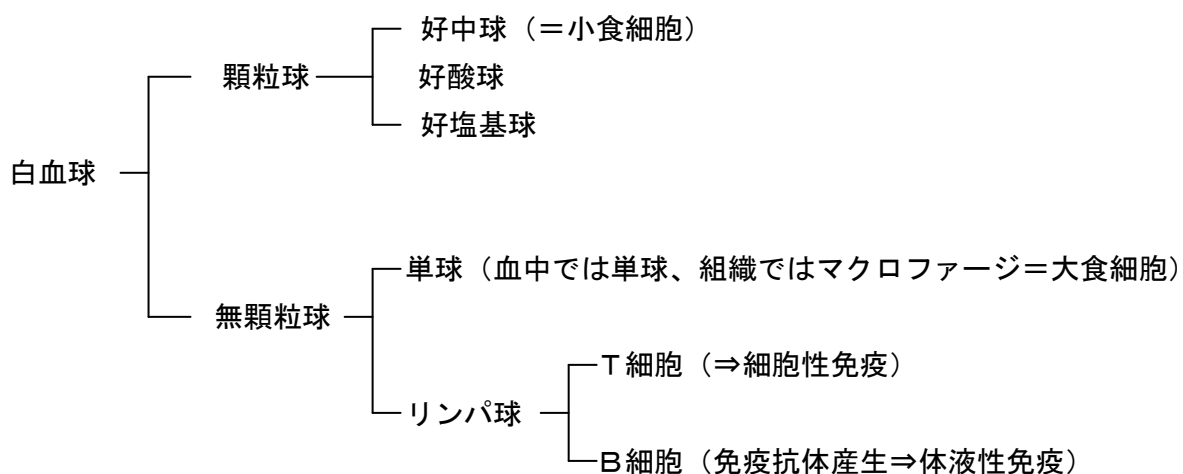 好中球（＝小食細胞）
顆粒球
好酸球
好塩基球
白血球
単球（血中では単球、組織ではマクロファージ＝大食細胞）
無顆粒球
Ｔ細胞（⇒細胞性免疫）
リンパ球
Ｂ細胞（免疫抗体産生⇒体液性免疫）